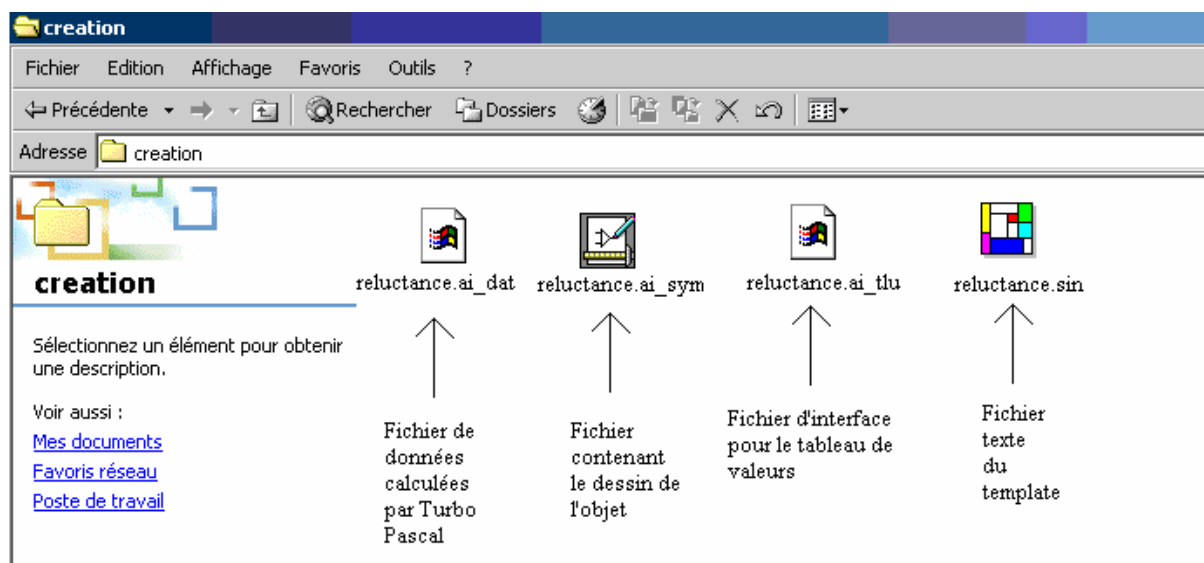 creation
Fichier Edition Affichage Favoris Outils ?
Précédente Rechercher Dossiers
Adresse creation
creation
Sélectionnez un élément pour obtenir
une description.
Voir aussi :
Mes documents
Favoris réseau
Poste de travail
reluctance.ai_dat
reluctance.ai_sym
reluctance.ai_tlu
reluctance.sin
Fichier de
données
calculées
par Turbo
Pascal
Fichier
contenant
le dessin de
l'objet
Fichier d'interface
pour le tableau de
valeurs
Fichier
texte
du
template